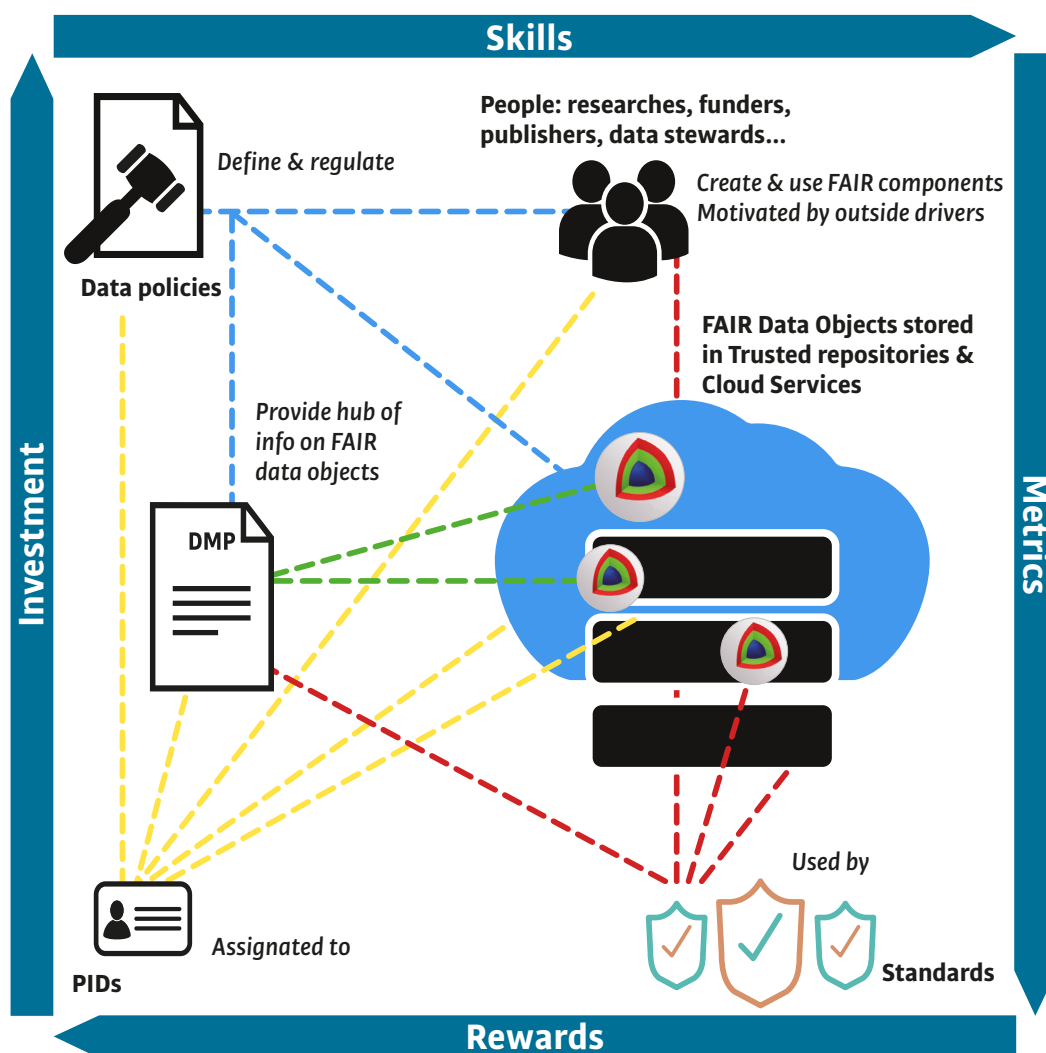 Skills
People: researches, funders,
publishers, data stewards...
Define & regulate
Create & use FAIR components
Motivated by outside drivers
Data policies
FAIR Data Objects stored
in Trusted repositories &
Cloud Services
Provide hub of
info on FAIR
data objects
Investment
Metrics
DMP
Used by
Assignated to
Standards
PIDs
Rewards